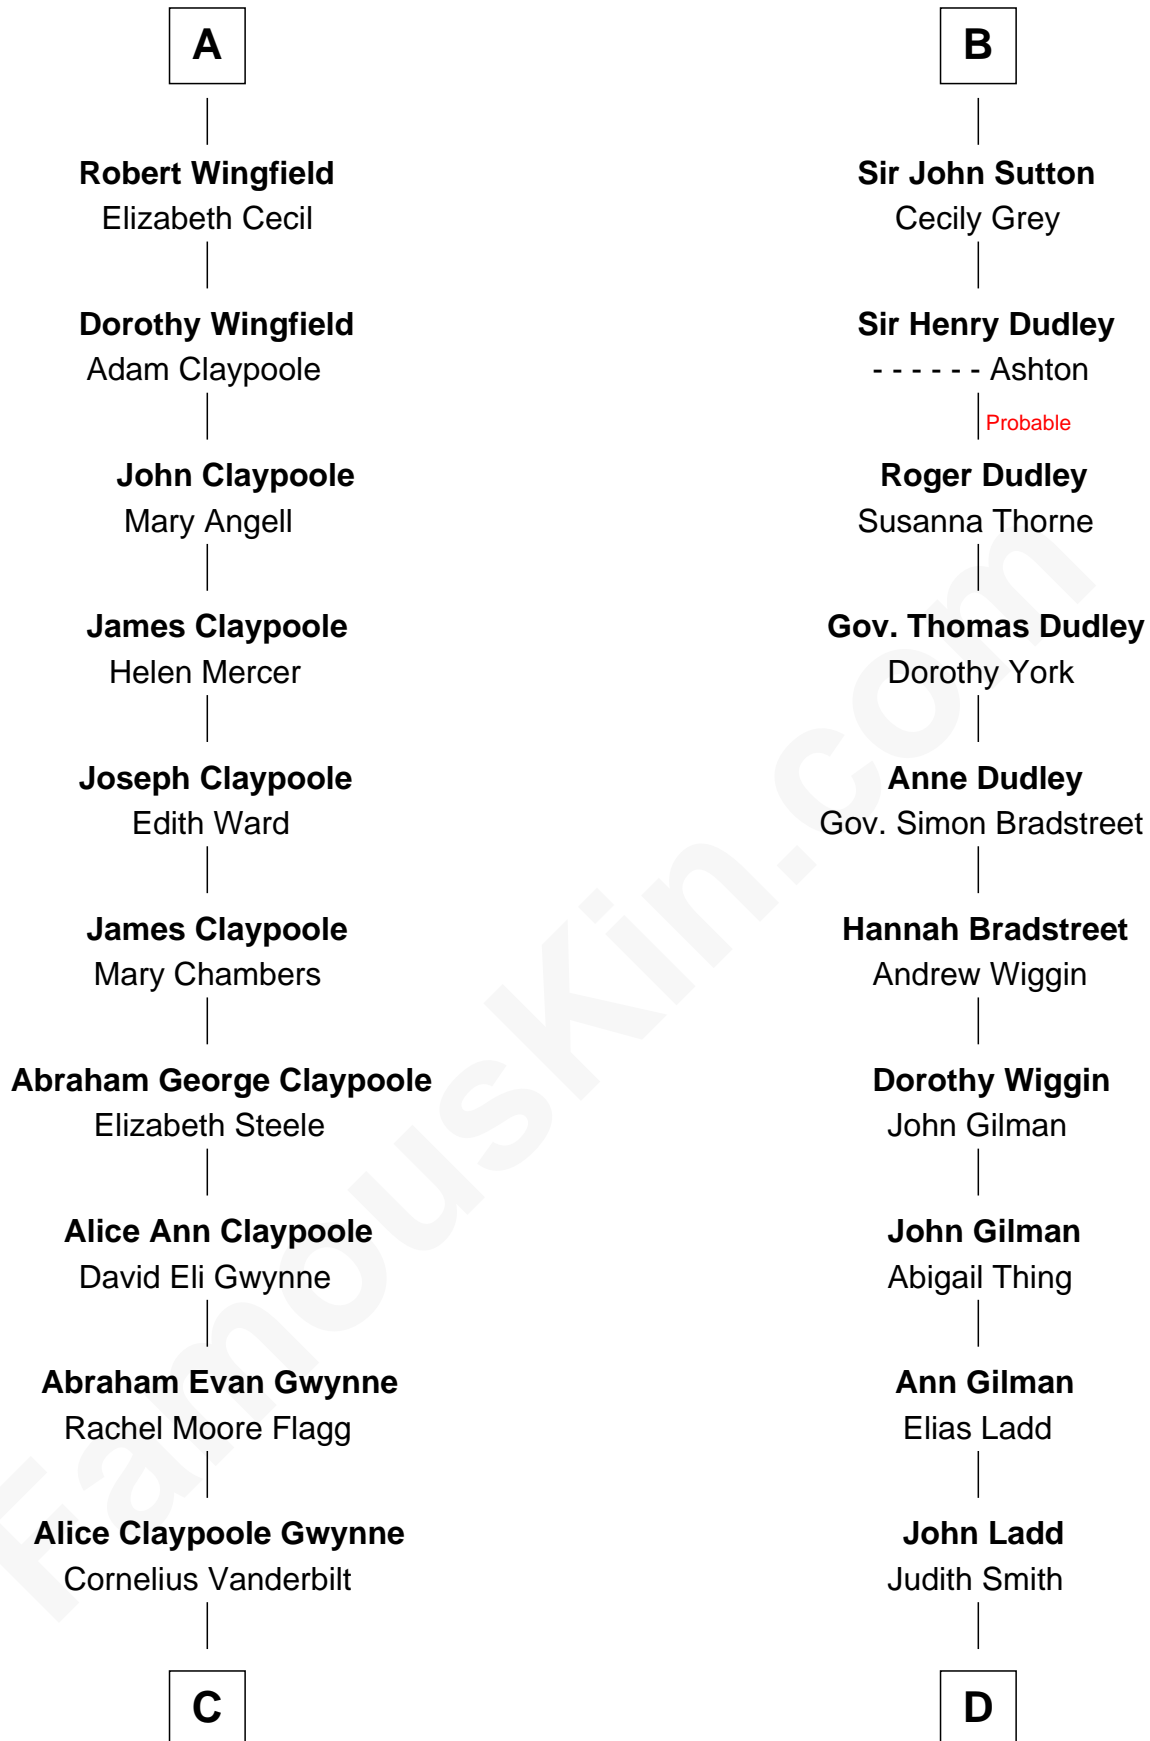 A
Robert Wingfield
Elizabeth Cecil
Dorothy Wingfield
Adam Claypoole
John Claypoole
Mary Angell
James Claypoole
Helen Mercer
Joseph Claypoole
Edith Ward
James Claypoole
Mary Chambers
Abraham George Claypoole
Elizabeth Steele
Alice Ann Claypoole
David Eli Gwynne
Abraham Evan Gwynne
Rachel Moore Flagg
Alice Claypoole Gwynne
Cornelius Vanderbilt
C
B
Sir John Sutton
Cecily Grey
Sir Henry Dudley
- - - - - - Ashton
Probable
Roger Dudley
Susanna Thorne
Gov. Thomas Dudley
Dorothy York
Anne Dudley
Gov. Simon Bradstreet
Hannah Bradstreet
Andrew Wiggin
Dorothy Wiggin
John Gilman
John Gilman
Abigail Thing
Ann Gilman
Elias Ladd
John Ladd
Judith Smith
D
FamousKin.com